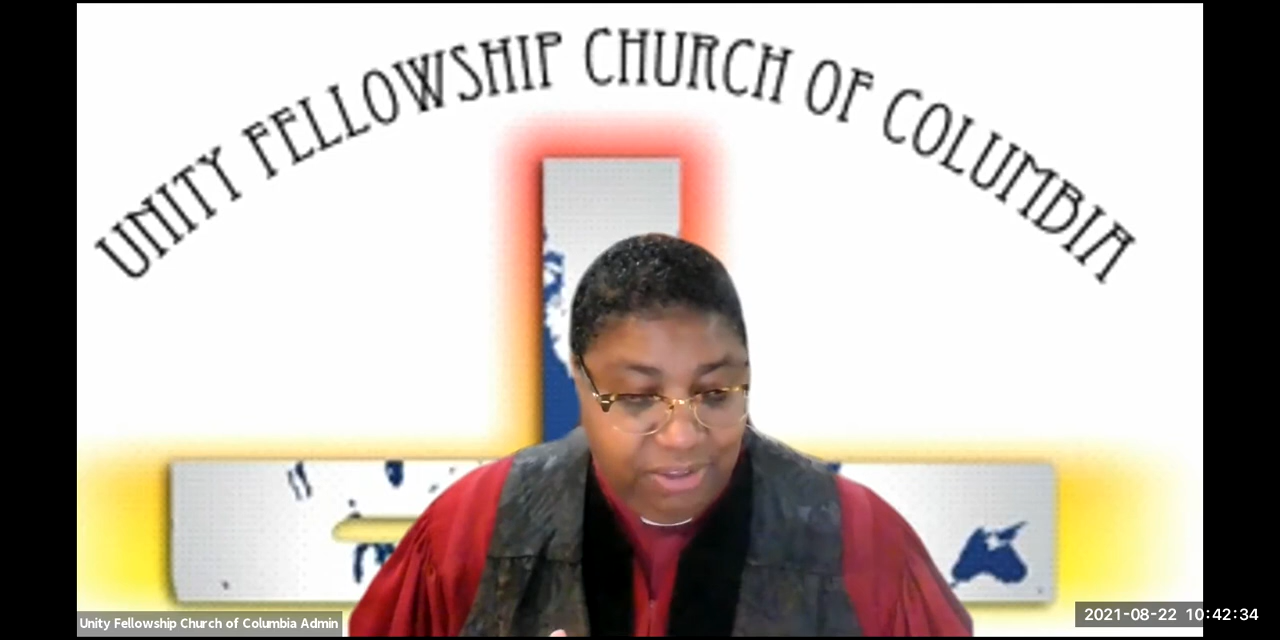 UNITY FELLOWSHIP CHURCH OF COLUMBIA
Unity Fellowship Church of Columbia Admin
2021-08-22 10:42:34